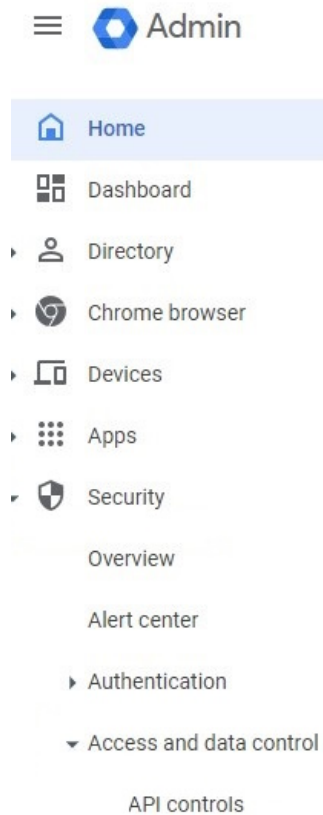 Admin
Home
Dashboard
Directory
Chrome browser
Devices
Apps
Security
Overview
Alert center
Authentication
Access and data control
API controls